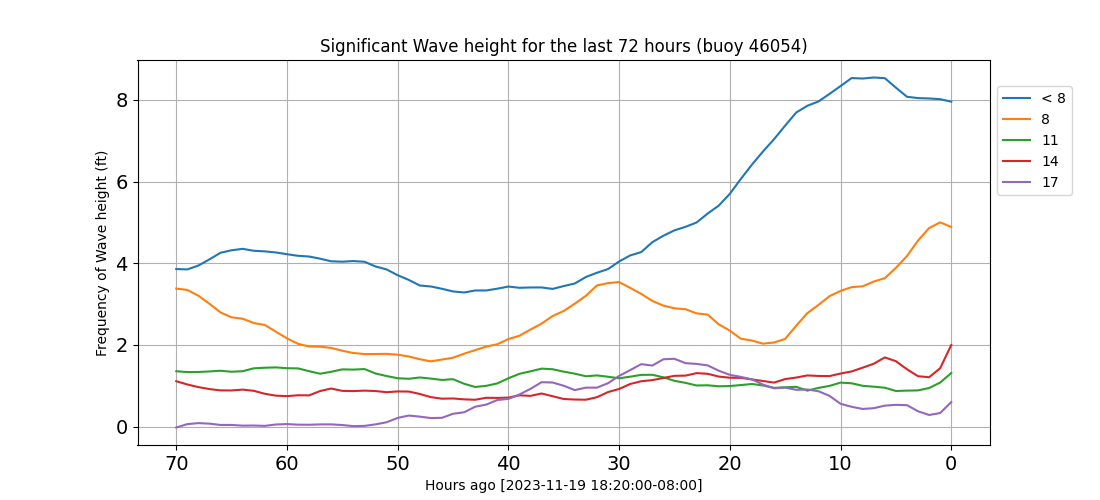 Significant Wave height for the last 72 hours (buoy 46054)
Frequency of Wave height (ft)
8
6
4
2
0
70 60 50 40 30 20 10 0
Hours ago [2023-11-19 18:20:00-08:00]
< 8
8
11
14
17